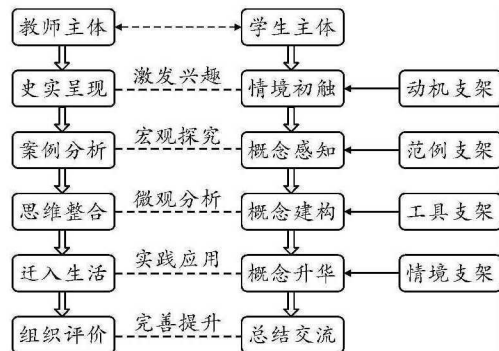 教师主体
学生主体
史实呈现
激发兴趣
情境初触
动机支架
案例分析
宏观探究
概念感知
范例支架
思维整合
微观分析
概念建构
工具支架
迁入生活
实践应用
概念升华
情境支架
组织评价
完善提升
总结交流